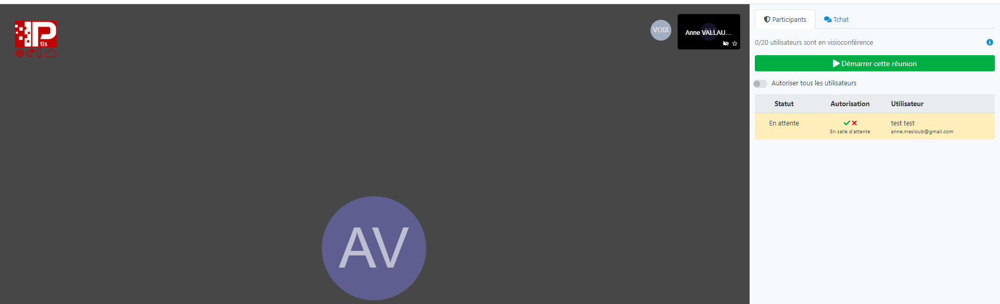 P
tis
VOIX
Anne VALLAU...
AV
Participants
Tchat
0/20 utilisateurs sont en visioconférence
Démarrer cette réunion
Autoriser tous les utilisateurs
Statut Autorisation Utilisateur
En attente test test
En salle d'attente anne.mesloub@gmail.com